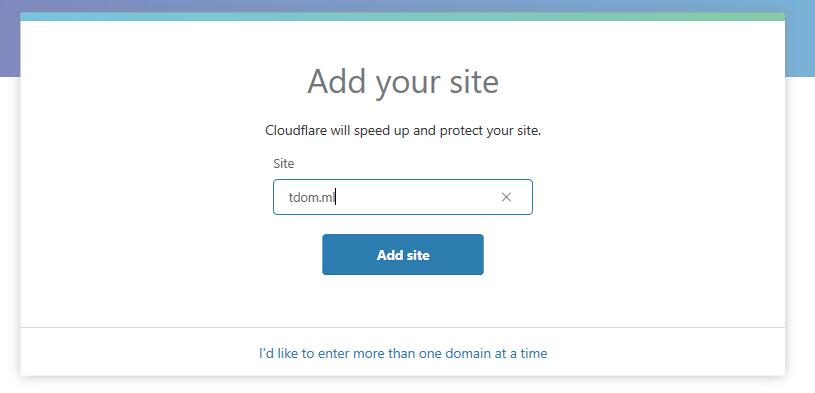 Add your site
Cloudflare will speed up and protect your site.
Site
tdom.ml
Add site
I'd like to enter more than one domain at a time